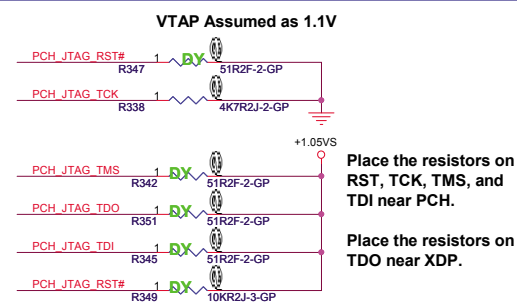 VTAP Assumed as 1.1V
PCH_JTAG_RST# 1 DY
R347 51R2F-2-GP
PCH_JTAG_TCK 1
R338 4K7R2J-2-GP
+1.05VS
PCH_JTAG_TMS 1 DY
R342 51R2F-2-GP
PCH_JTAG_TDO 1 DY
R351 51R2F-2-GP
PCH_JTAG_TDI 1 DY
R345 51R2F-2-GP
PCH_JTAG_RST# 1 DY
R349 10KR2J-3-GP
Place the resistors on
RST, TCK, TMS, and
TDI near PCH.
Place the resistors on
TDO near XDP.